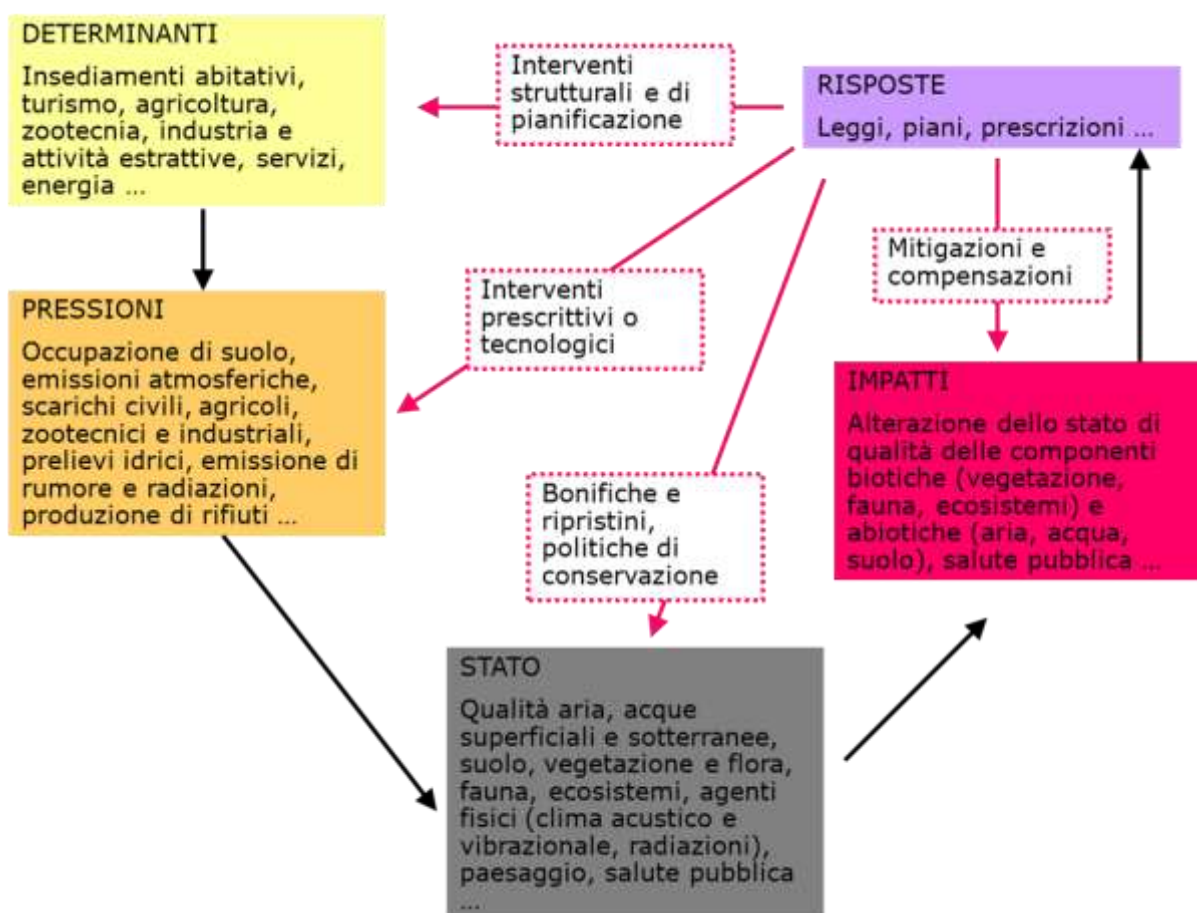 DETERMINANTI
Insediamenti abitativi,
turismo, agricoltura,
zootecnia, industria e
attività estrattive, servizi,
energia ...
Interventi
strutturali e di
pianificazione
RISPOSTE
Leggi, piani, prescrizioni ...
Mitigazioni e
compensazioni
PRESSIONI
Occupazione di suolo,
emissioni atmosferiche,
scarichi civili, agricoli,
zootecnici e industriali,
prelievi idrici, emissione di
rumore e radiazioni,
produzione di rifiuti ...
Interventi
prescrittivi o
tecnologici
IMPATTI
Alterazione dello stato di
qualità delle componenti
biotiche (vegetazione,
fauna, ecosistemi) e
abiotiche (aria, acqua,
suolo), salute pubblica ...
Bonifiche e
ripristini,
politiche di
conservazione
STATO
Qualità aria, acque
superficiali e sotterranee,
suolo, vegetazione e flora,
fauna, ecosistemi, agenti
fisici (clima acustico e
vibrazionale, radiazioni),
paesaggio, salute pubblica
...